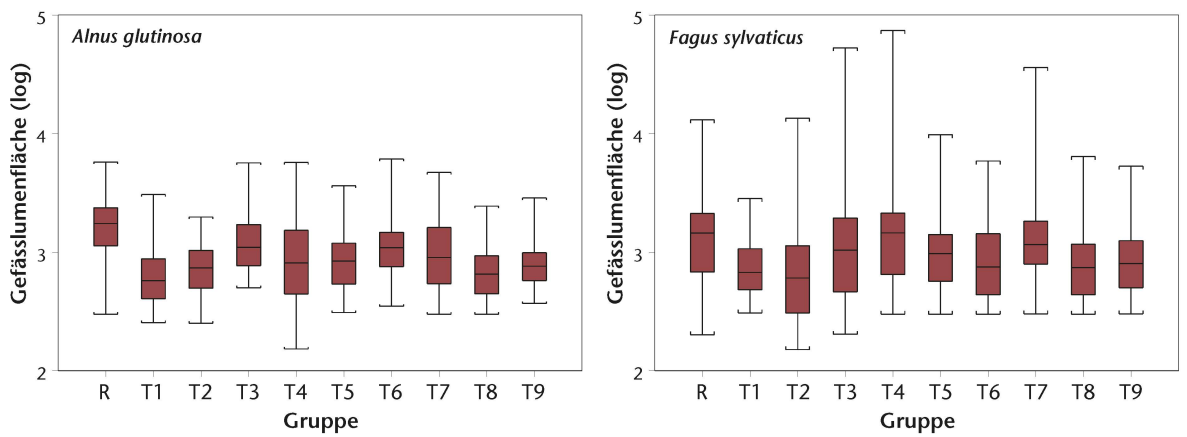 Alnus glutinosa
Gefässlumenfläche (log)
5
4
3
2
R T1 T2 T3 T4 T5 T6 T7 T8 T9
Gruppe
Fagus sylvaticus
Gefässlumenfläche (log)
5
4
3
2
R T1 T2 T3 T4 T5 T6 T7 T8 T9
Gruppe